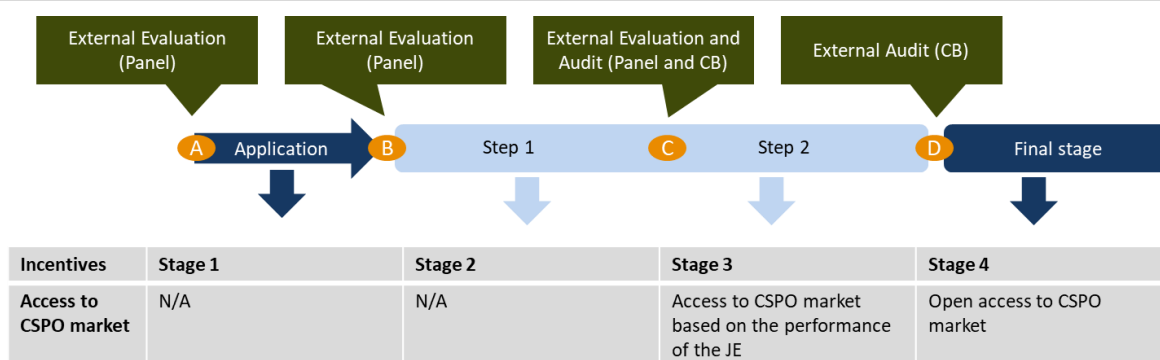 External Evaluation
(Panel)
External Evaluation
(Panel)
External Evaluation and
Audit (Panel and CB)
External Audit (CB)
A
Application
B
Step 1
C
Step 2
D
Final stage
Incentives
Stage 1
Stage 2
Stage 3
Stage 4
Access to
CSPO market
N/A
N/A
Access to CSPO market
based on the performance
of the JE
Open access to CSPO
market